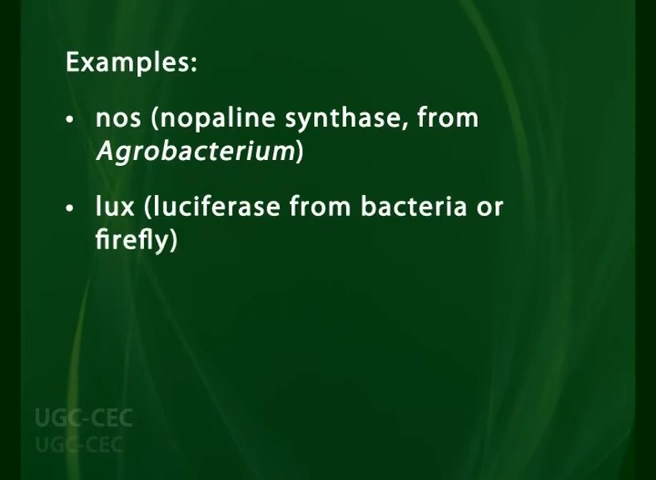 Examples:
• nos (nopaline synthase, from
Agrobacterium)
• lux (luciferase from bacteria or
firefly)
UGC-CEC
UGC-CEC